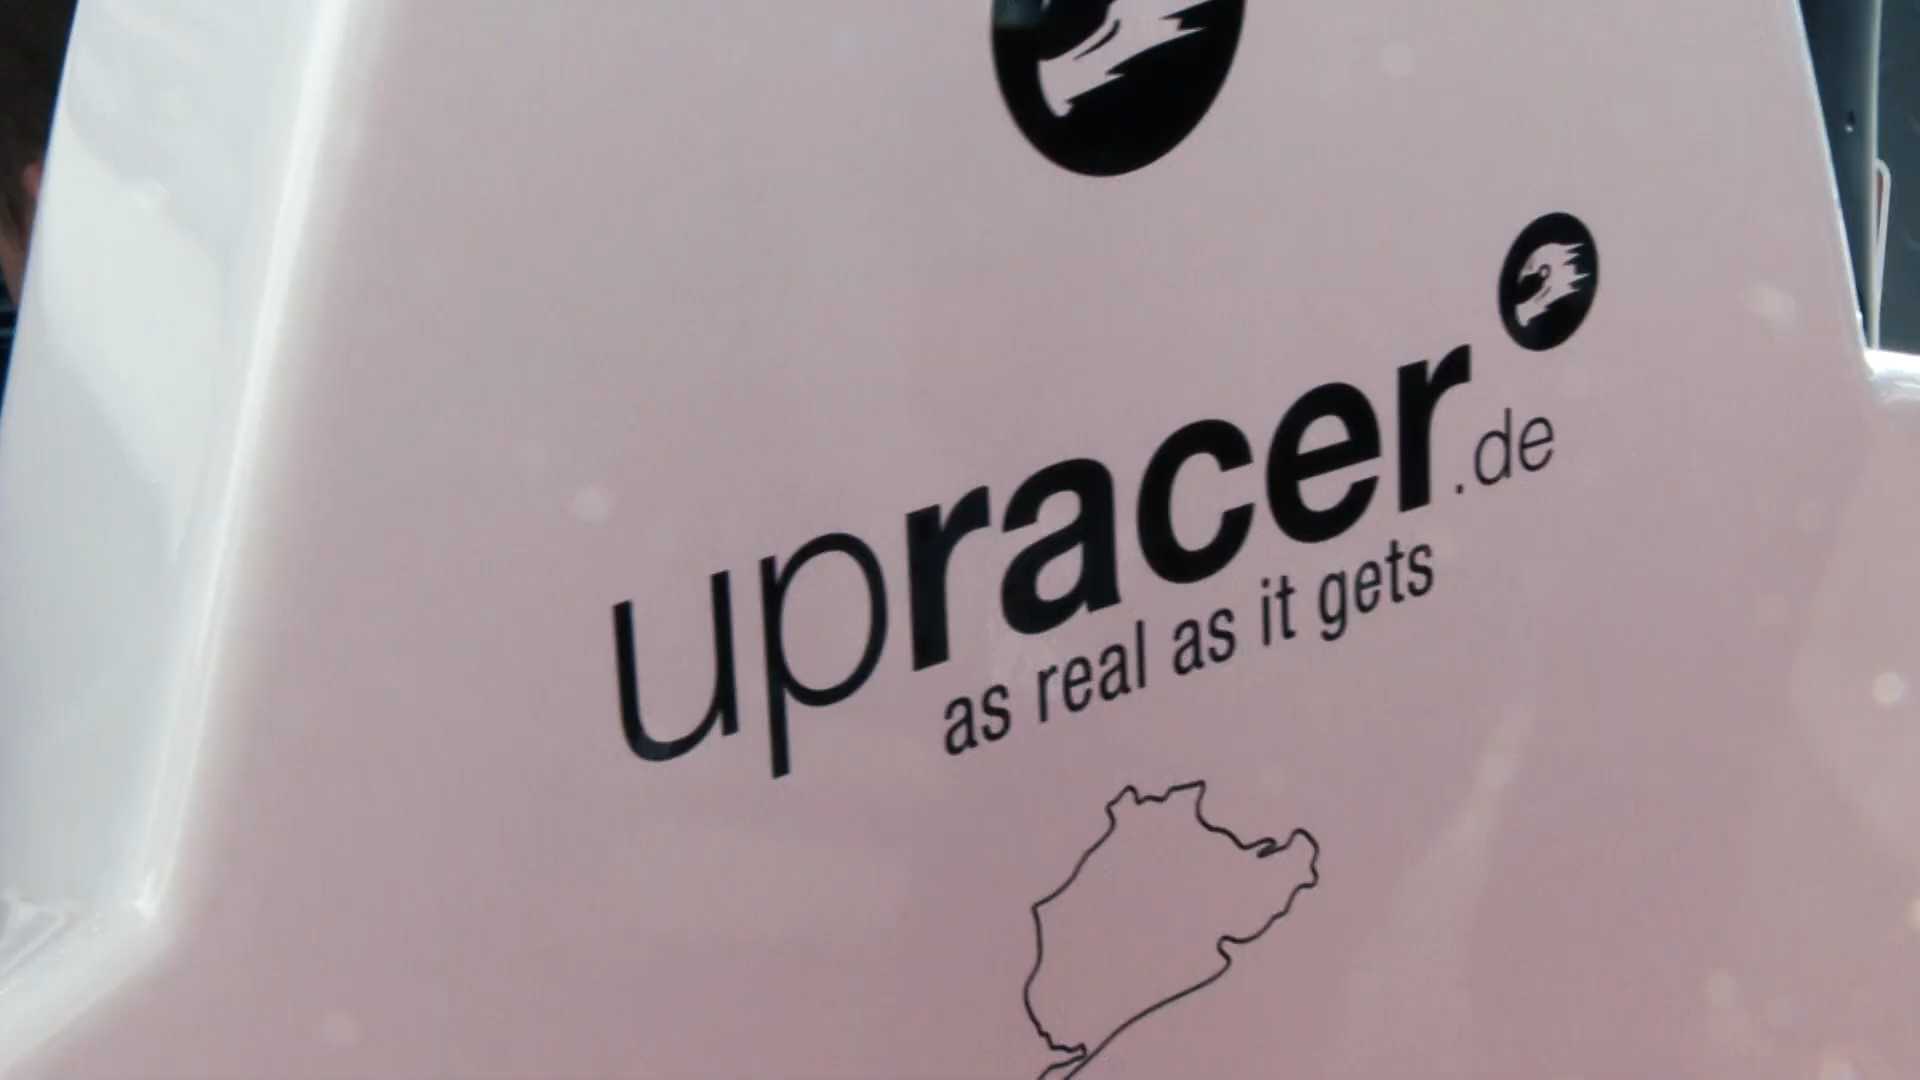 upracer.de
as real as it gets